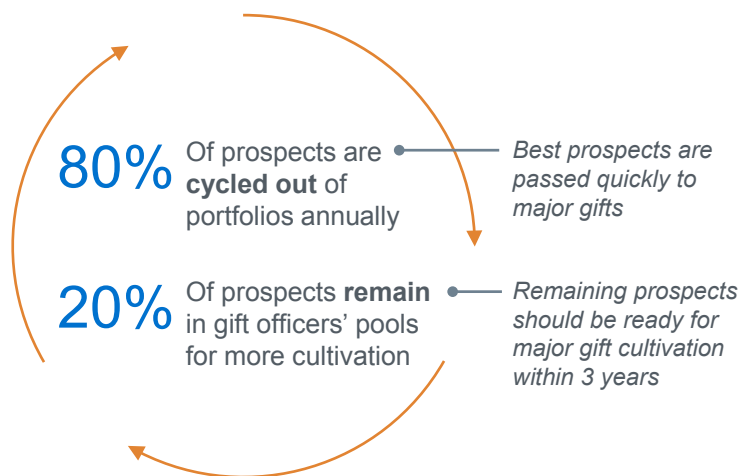 80%
Of prospects are
cycled out of
portfolios annually
Best prospects are
passed quickly to
major gifts
20%
Of prospects remain
in gift officers’ pools
for more cultivation
Remaining prospects
should be ready for
major gift cultivation
within 3 years